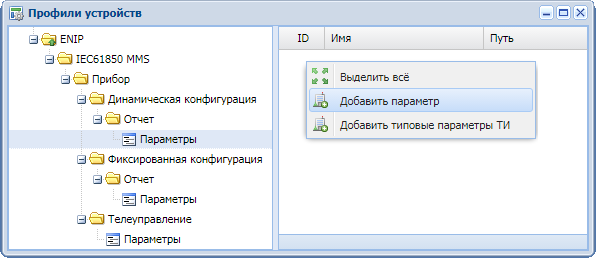 Профили устройств
ENIP
IEC61850 MMS
Прибор
Динамическая конфигурация
Отчет
Параметры
Фиксированная конфигурация
Отчет
Параметры
Телеуправление
Параметры
ID Имя Путь
Выделить всё
Добавить параметр
Добавить типовые параметры ТИ